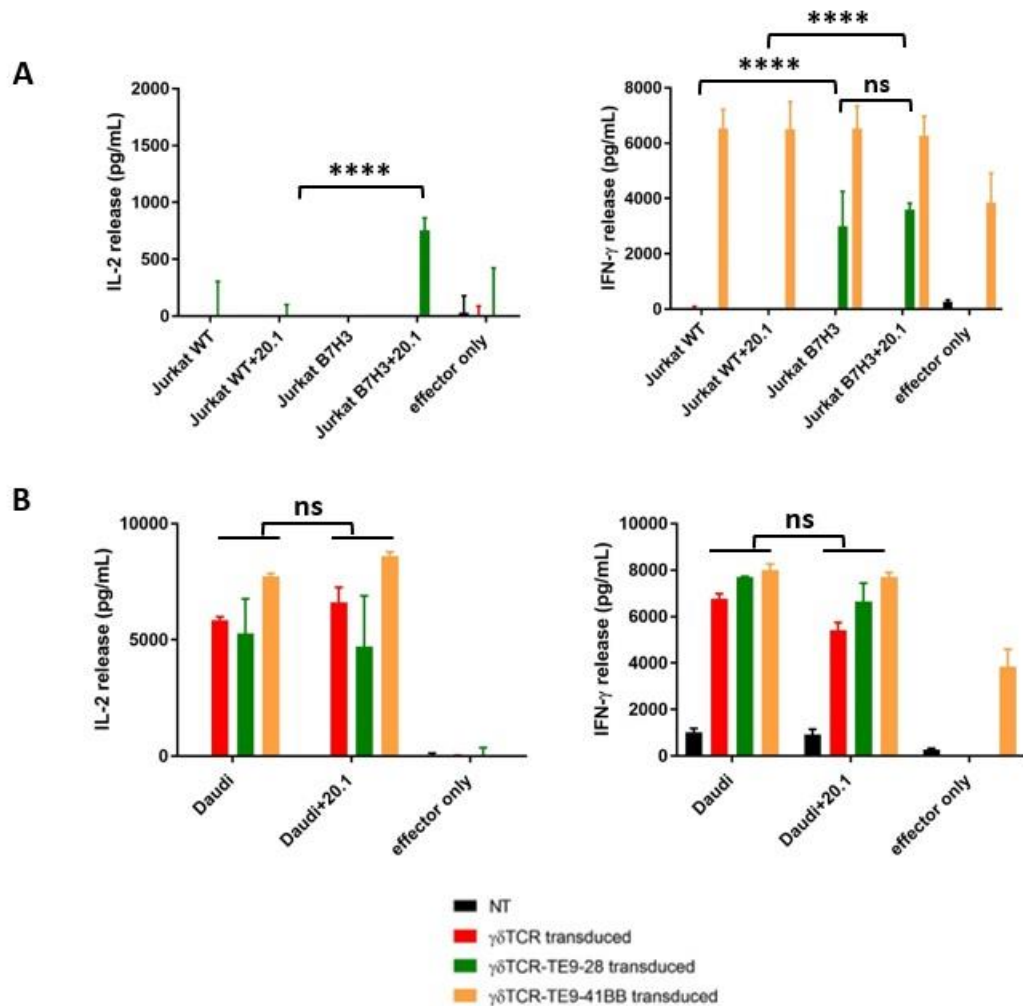 A
IL-2 release (pg/mL)
2000
1500
1000
500
0
****
Jurkat WT
Jurkat WT+20.1
Jurkat B7H3
Jurkat B7H3+20.1
effector only
IFN-γ release (pg/mL)
8000
6000
4000
2000
0
****
****
ns
Jurkat WT
Jurkat WT+20.1
Jurkat B7H3
Jurkat B7H3+20.1
effector only
B
IL-2 release (pg/mL)
10000
5000
0
ns
Daudi
Daudi+20.1
effector only
IFN-γ release (pg/mL)
10000
8000
6000
4000
2000
0
ns
Daudi
Daudi+20.1
effector only
NT
γδTCR transduced
γδTCR-TE9-28 transduced
γδTCR-TE9-41BB transduced